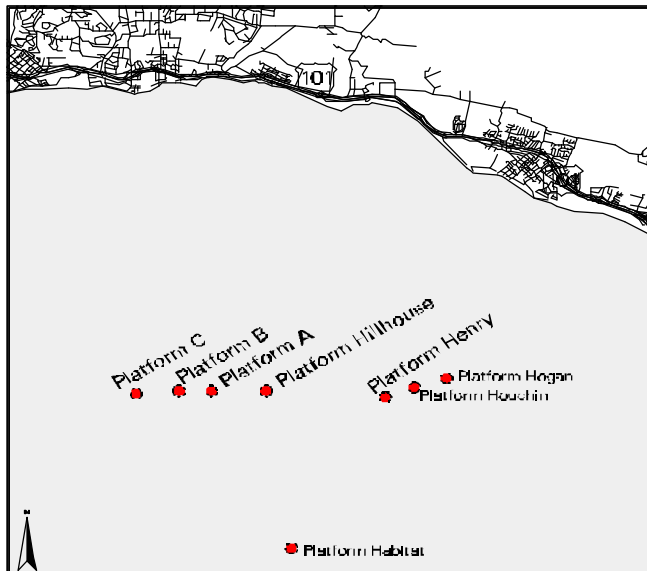 101
Platform C
Platform B
Platform A
Platform Hillhouse
Platform Henry
Platform Hogan
Platform Houchin
N
Platform Habitat